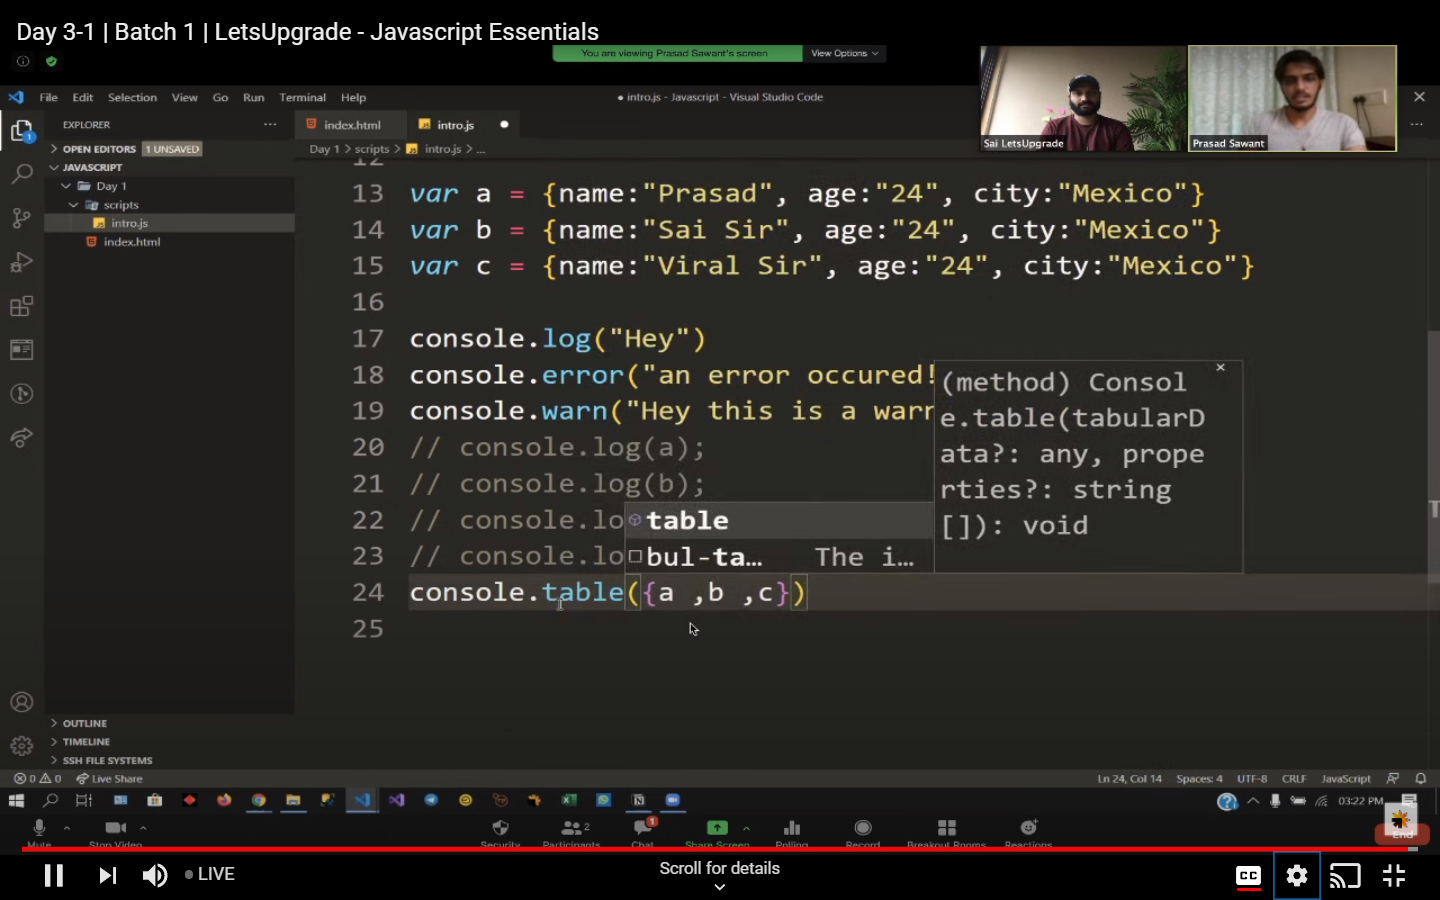 Day 3-1 | Batch 1 | LetsUpgrade - Javascript Essentials
You are viewing Prasad Sawant's screen
View Options
File Edit Selection View Go Run Terminal Help
● intro.js - Javascript - Visual Studio Code
Sai LetsUpgrade
Prasad Sawant
EXPLORER
index.html
intro.js
OPEN EDITORS
1 UNSAVED
Day 1 > scripts > intro.js > ...
JAVASCRIPT
Day 1
scripts
intro.js
index.html
12
13 var a = {name:"Prasad", age:"24", city:"Mexico"}
14 var b = {name:"Sai Sir", age:"24", city:"Mexico"}
15 var c = {name:"Viral Sir", age:"24", city:"Mexico"}
16
17 console.log("Hey")
18 console.error("an error occured!
19 console.warn("Hey this is a warr
20 // console.log(a);
21 // console.log(b);
22 // console.lo
23 // console.lo
24 console.table({a ,b ,c})
25
table
bul-ta… The i…
(method) Consol
e.table(tabularD
ata?: any, prope
rties?: string
[]): void
OUTLINE
TIMELINE
SSH FILE SYSTEMS
0 0 Live Share
Ln 24, Col 14 Spaces: 4 UTF-8 CRLF JavaScript
03:22 PM
2
1
Mute Stop Video Security Participants Chat Share Screen Polling Record Breakout Rooms Reactions
End
LIVE
Scroll for details
CC